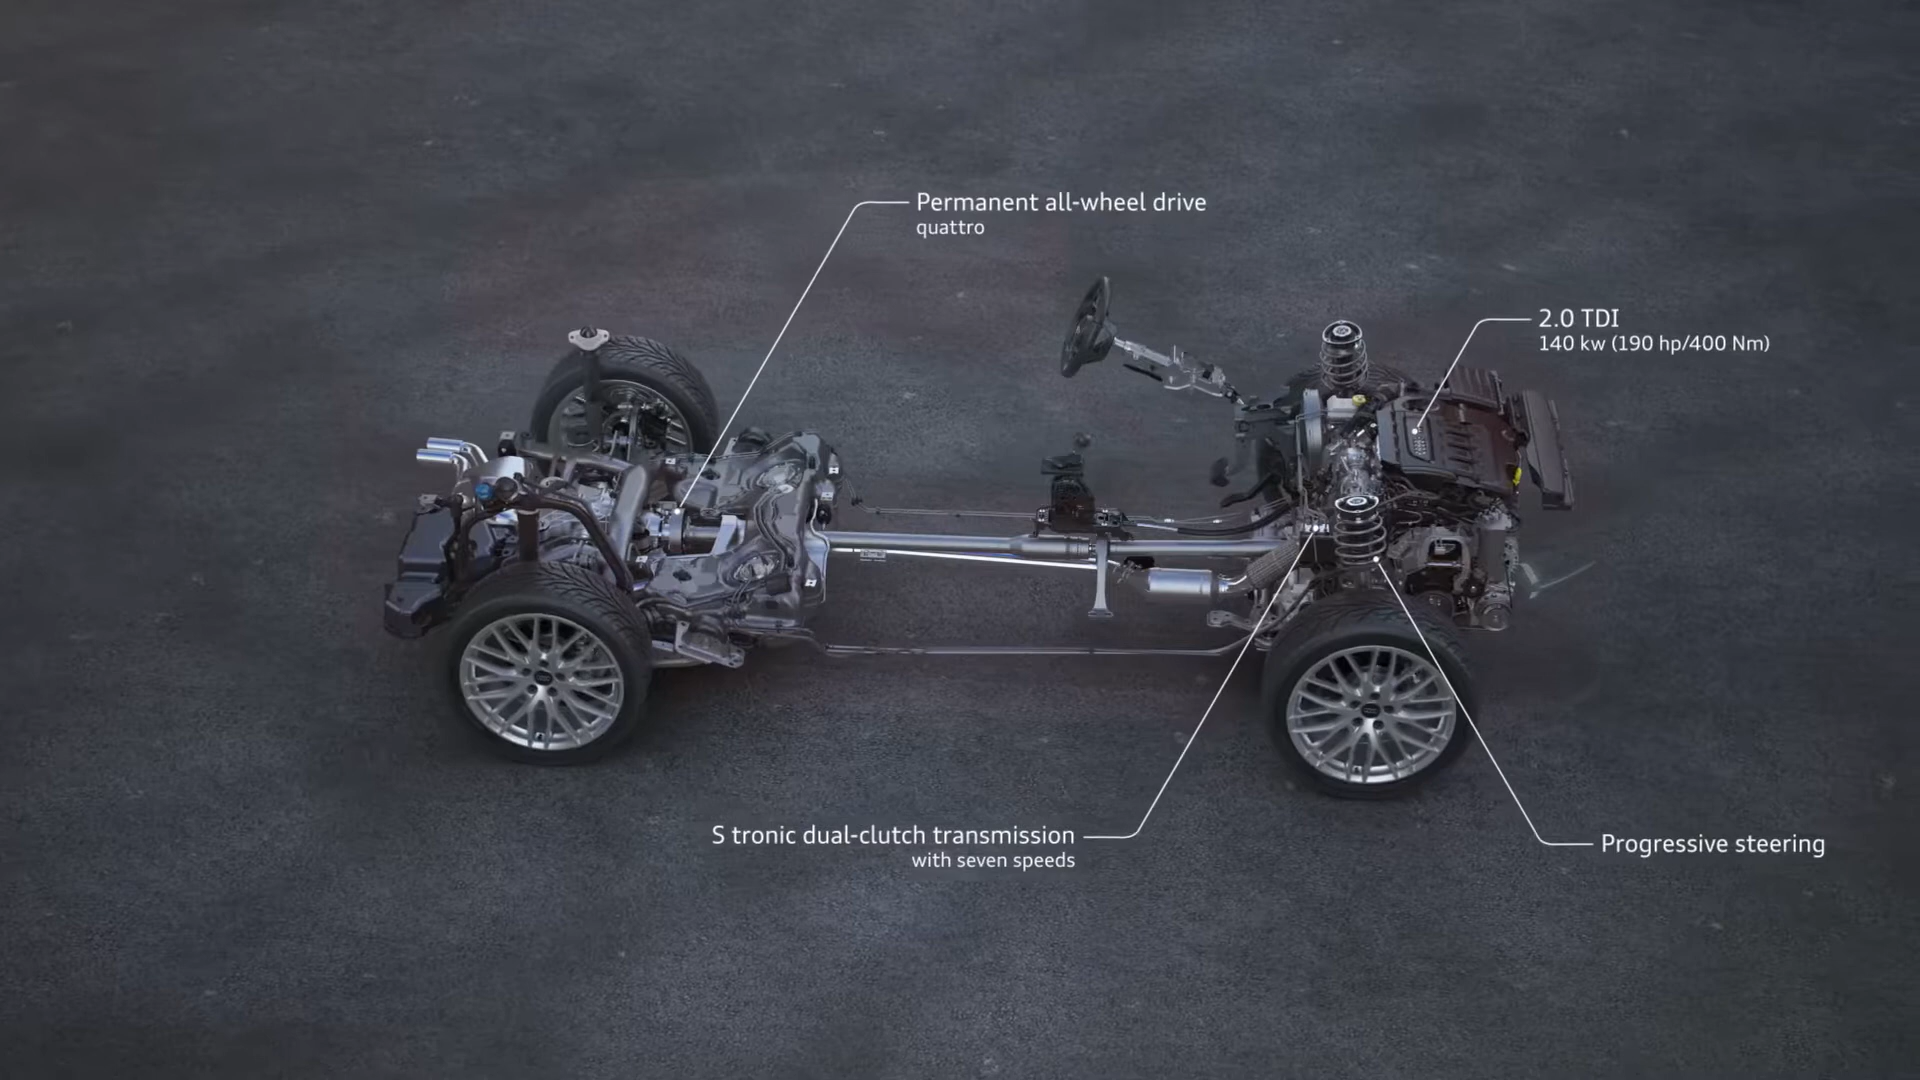 Permanent all-wheel drive
quattro
2.0 TDI
140 kw (190 hp/400 Nm)
S tronic dual-clutch transmission
with seven speeds
Progressive steering